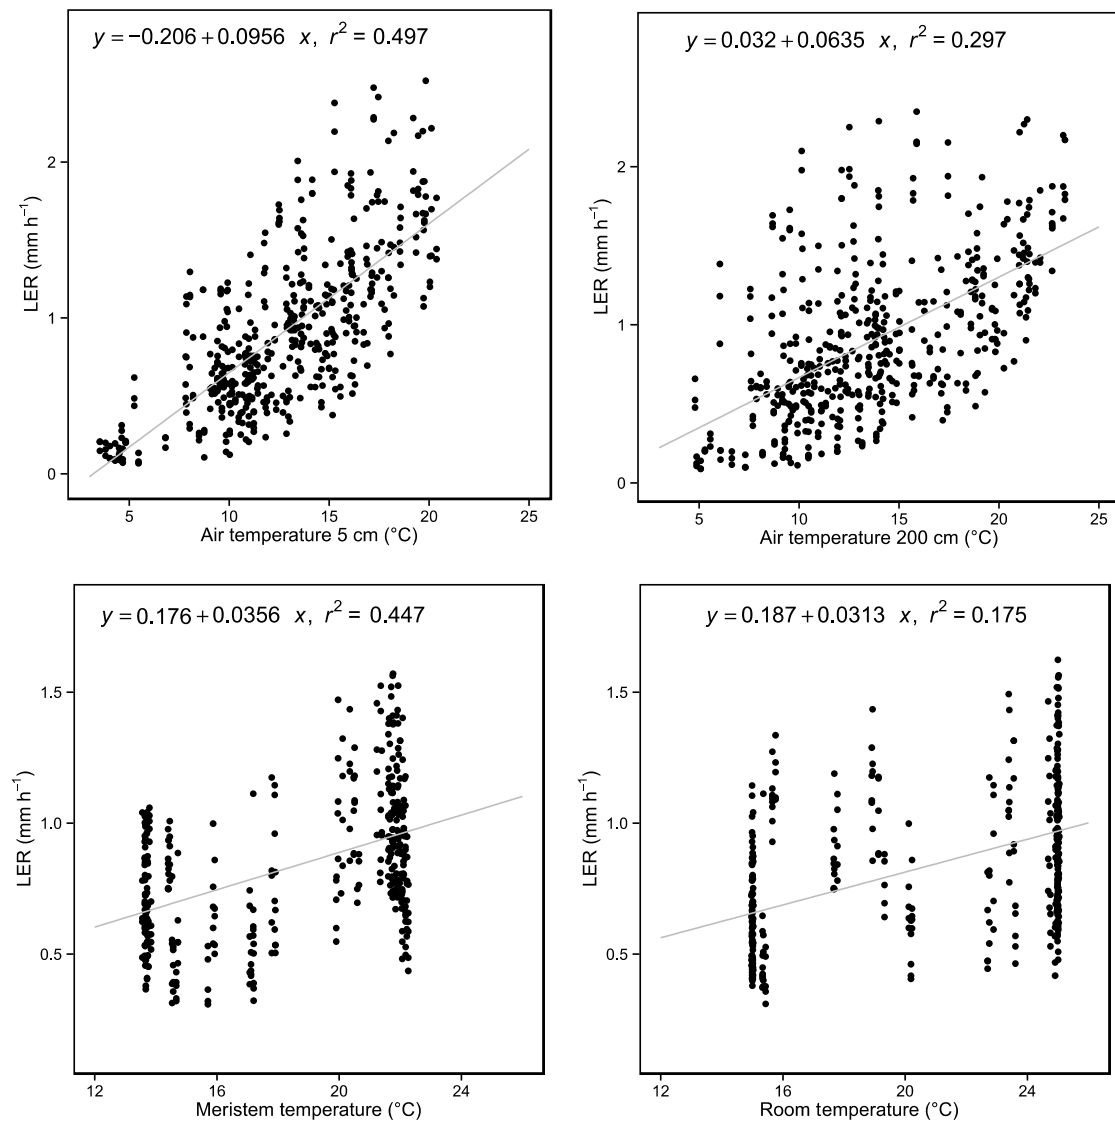 y = −0.206 + 0.0956 x, r² = 0.497
LER (mm h⁻¹)
2
1
0
5 10 15 20 25
Air temperature 5 cm (°C)
y = 0.032 + 0.0635 x, r² = 0.297
LER (mm h⁻¹)
2
1
0
5 10 15 20 25
Air temperature 200 cm (°C)
y = 0.176 + 0.0356 x, r² = 0.447
LER (mm h⁻¹)
1.5
1.0
0.5
12 16 20 24
Meristem temperature (°C)
y = 0.187 + 0.0313 x, r² = 0.175
LER (mm h⁻¹)
1.5
1.0
0.5
12 16 20 24
Room temperature (°C)